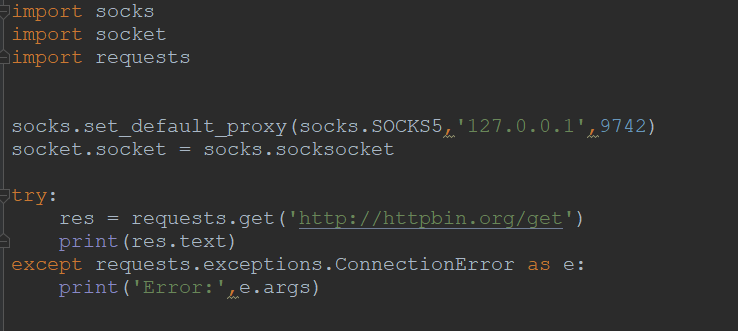 import socks
import socket
import requests
socks.set_default_proxy(socks.SOCKS5,'127.0.0.1',9742)
socket.socket = socks.socksocket
try:
    res = requests.get('http://httpbin.org/get')
    print(res.text)
except requests.exceptions.ConnectionError as e:
    print('Error:',e.args)